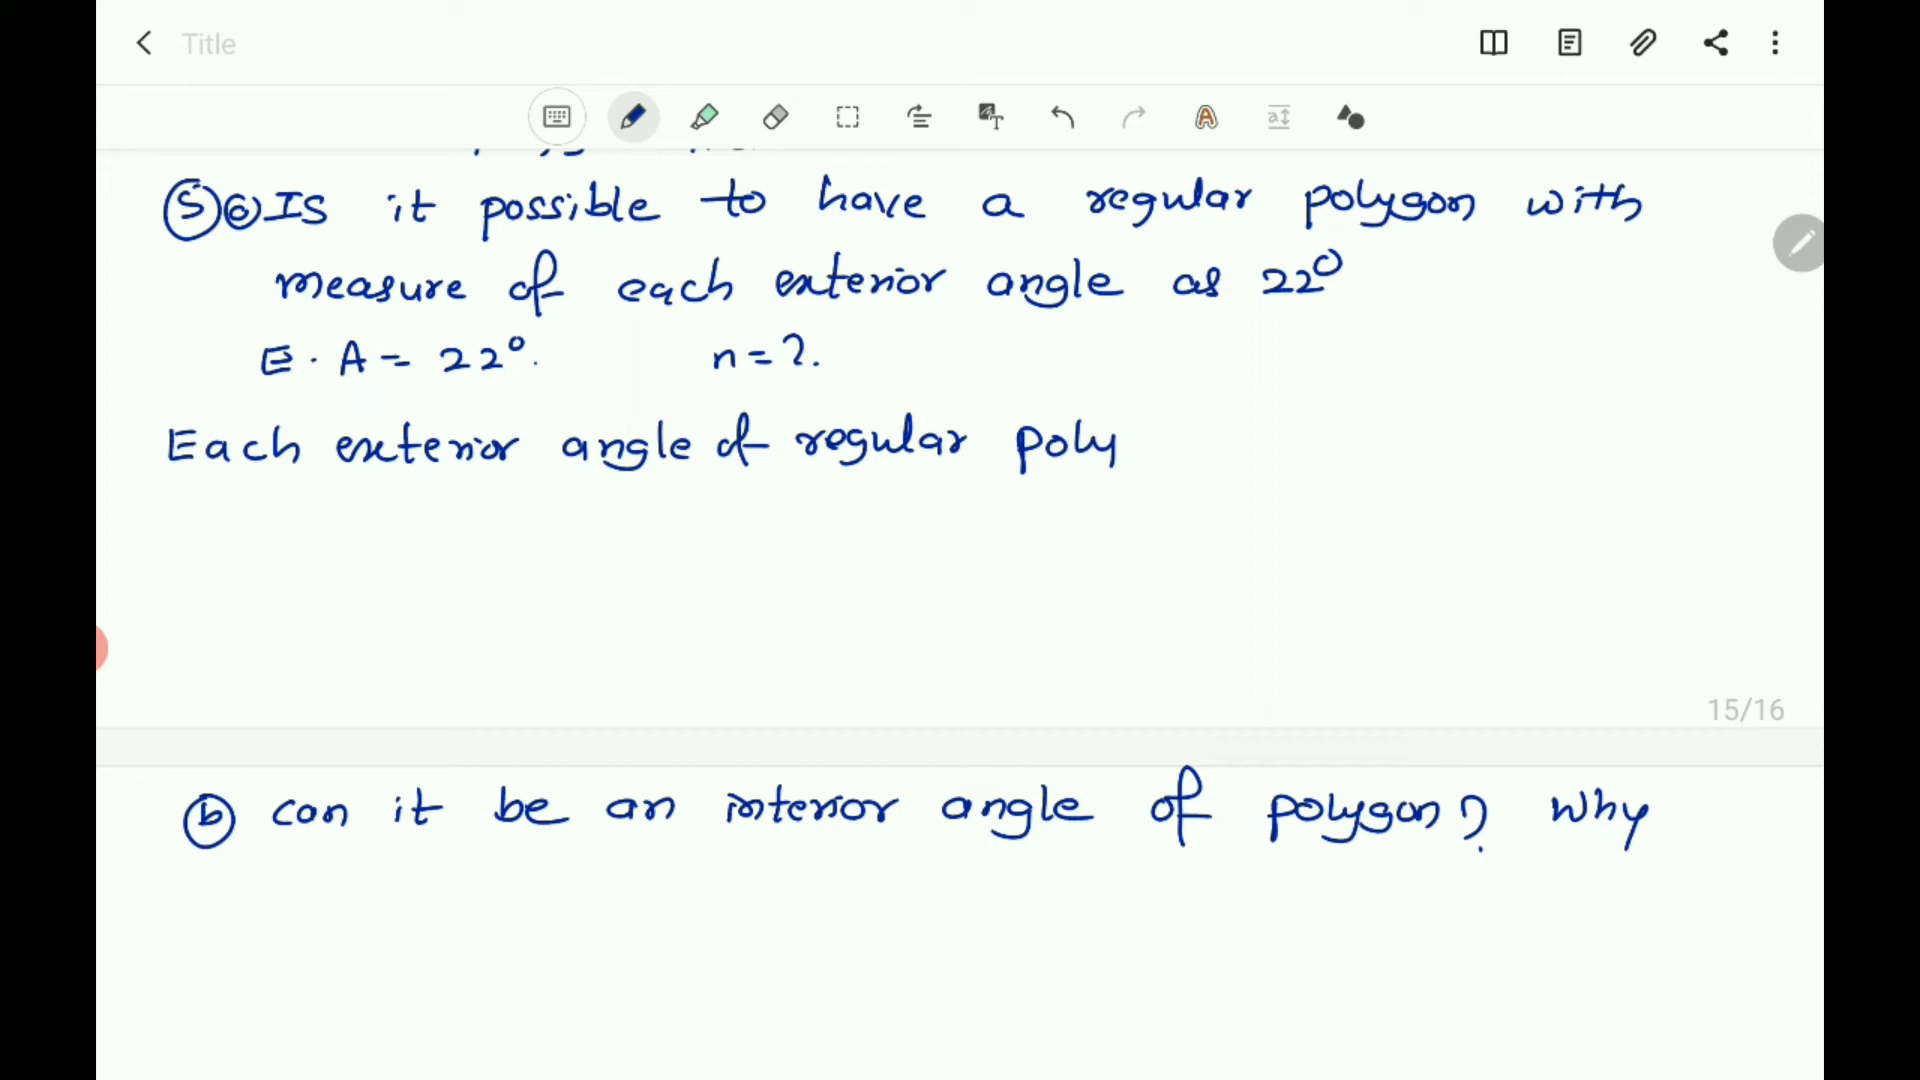 Title
5 a Is it possible to have a regular polygon with
measure of each exterior angle as 22°
E. A = 22°. n = ?.
Each exterior angle of regular poly
15/16
b can it be an interior angle of polygon? Why